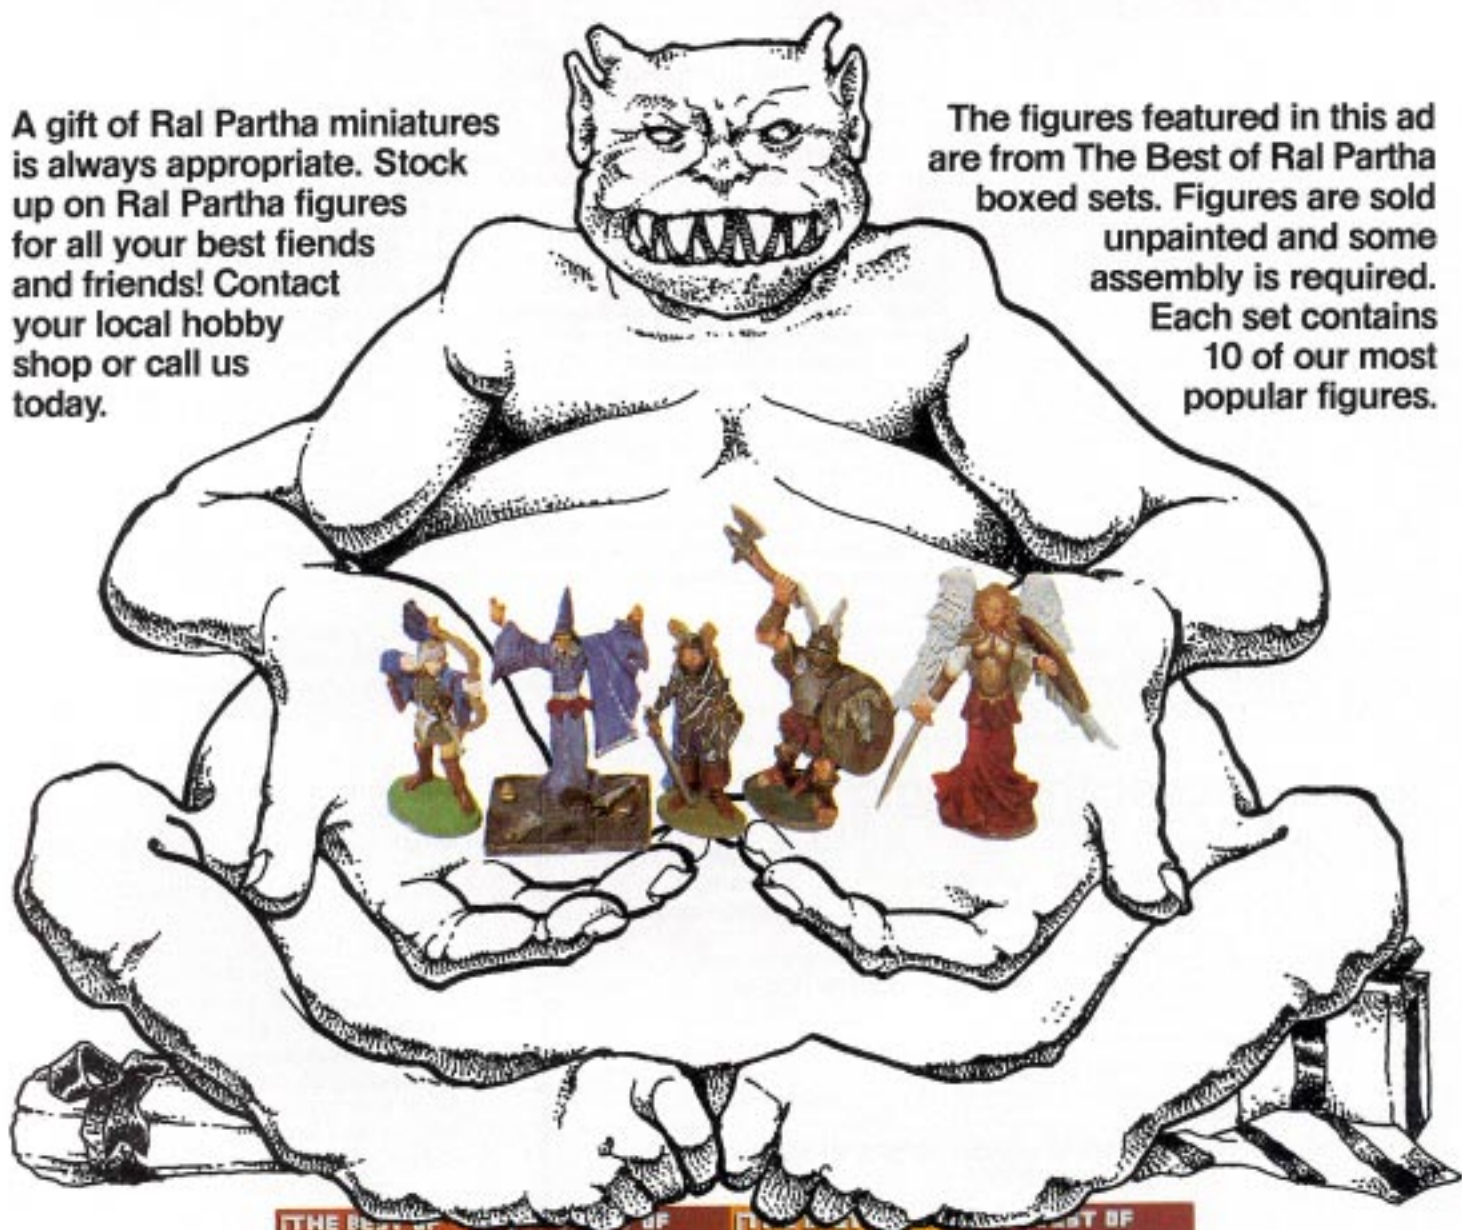 A gift of Ral Partha miniatures
is always appropriate. Stock
up on Ral Partha figures
for all your best fiends
and friends! Contact
your local hobby
shop or call us
today.
The figures featured in this ad
are from The Best of Ral Partha
boxed sets. Figures are sold
unpainted and some
assembly is required.
Each set contains
10 of our most
popular figures.
THE BEST OF